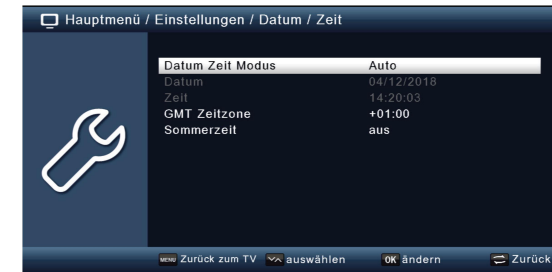 Hauptmenü / Einstellungen / Datum / Zeit
Datum Zeit Modus Auto
Datum 04/12/2018
Zeit 14:20:03
GMT Zeitzone +01:00
Sommerzeit aus
MENU Zurück zum TV auswählen OK ändern Zurück